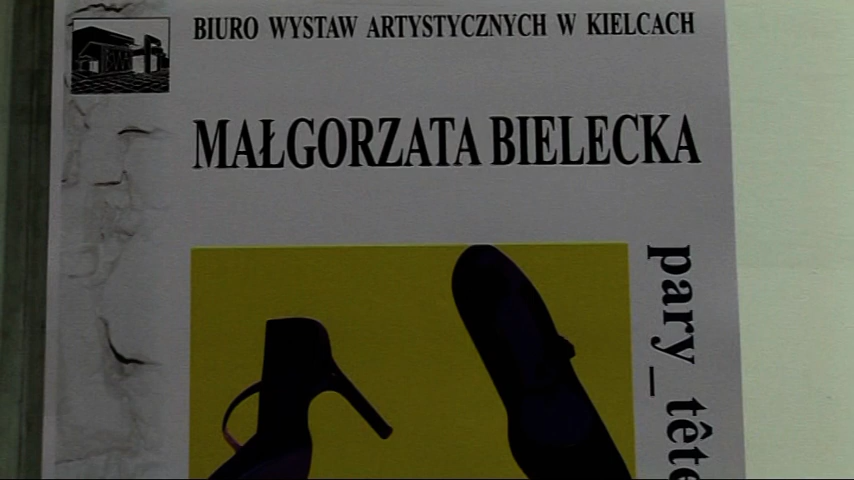 BIURO WYSTAW ARTYSTYCZNYCH W KIELCACH
MAŁGORZATA BIELECKA
pary_tête